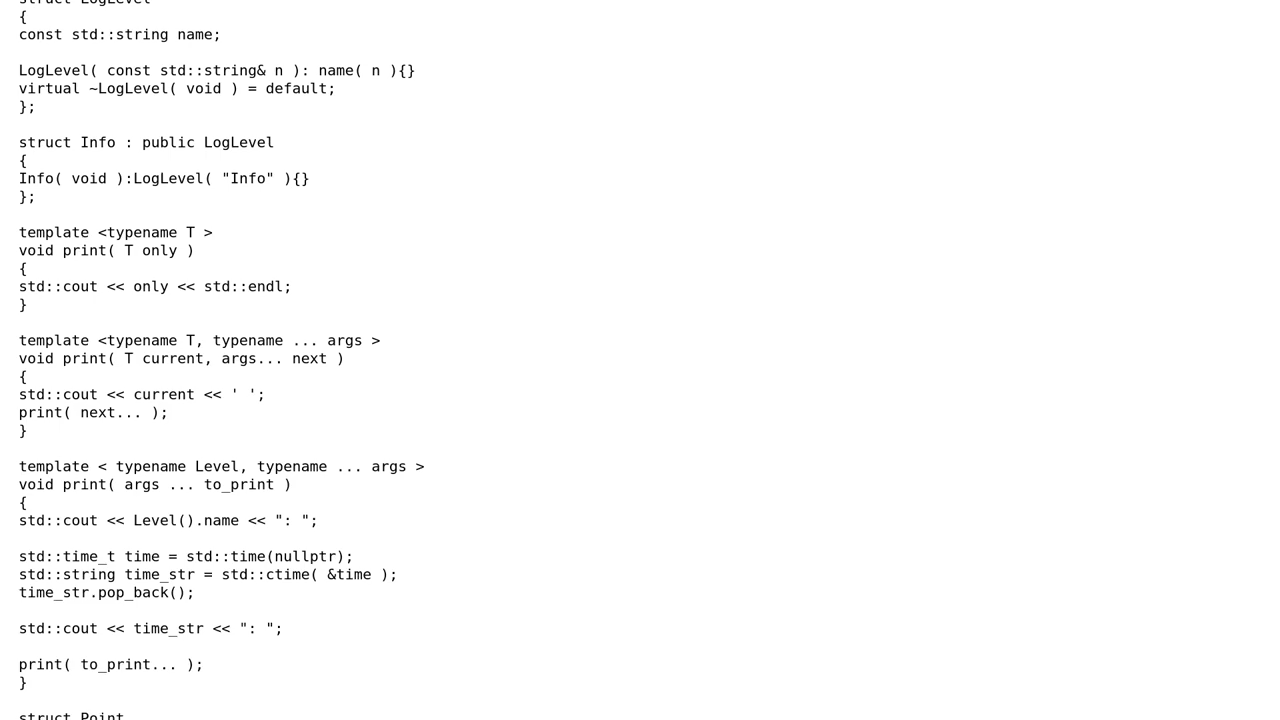 struct LogLevel
{
const std::string name;
LogLevel( const std::string& n ): name( n ){}
virtual ~LogLevel( void ) = default;
};
struct Info : public LogLevel
{
Info( void ):LogLevel( "Info" ){}
};
template <typename T >
void print( T only )
{
std::cout << only << std::endl;
}
template <typename T, typename ... args >
void print( T current, args... next )
{
std::cout << current << ' ';
print( next... );
}
template < typename Level, typename ... args >
void print( args ... to_print )
{
std::cout << Level().name << ": ";
std::time_t time = std::time(nullptr);
std::string time_str = std::ctime( &time );
time_str.pop_back();
std::cout << time_str << ": ";
print( to_print... );
}
struct Point